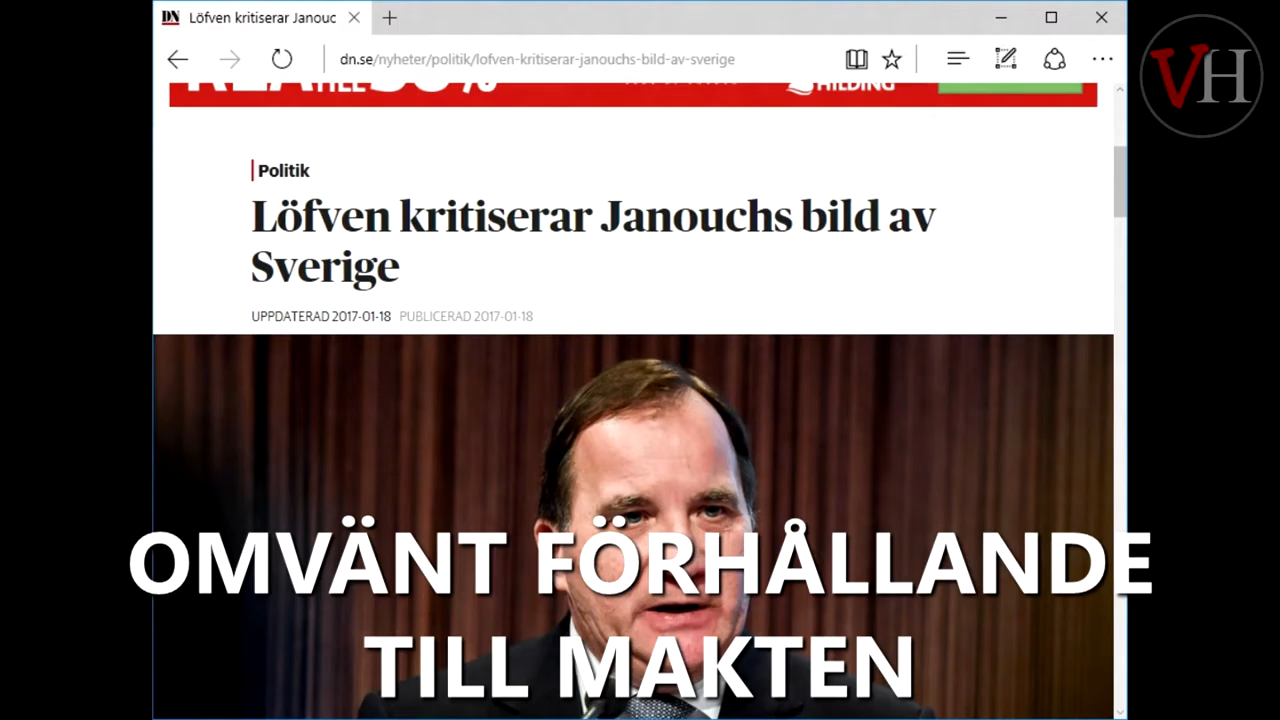 DN Löfven kritiserar Janouc
VH
dn.se/nyheter/politik/lofven-kritiserar-janouchs-bild-av-sverige
HILDING
Politik
Löfven kritiserar Janouchs bild av
Sverige
UPPDATERAD 2017-01-18 PUBLICERAD 2017-01-18
OMVÄNT FÖRHÅLLANDE
TILL MAKTEN